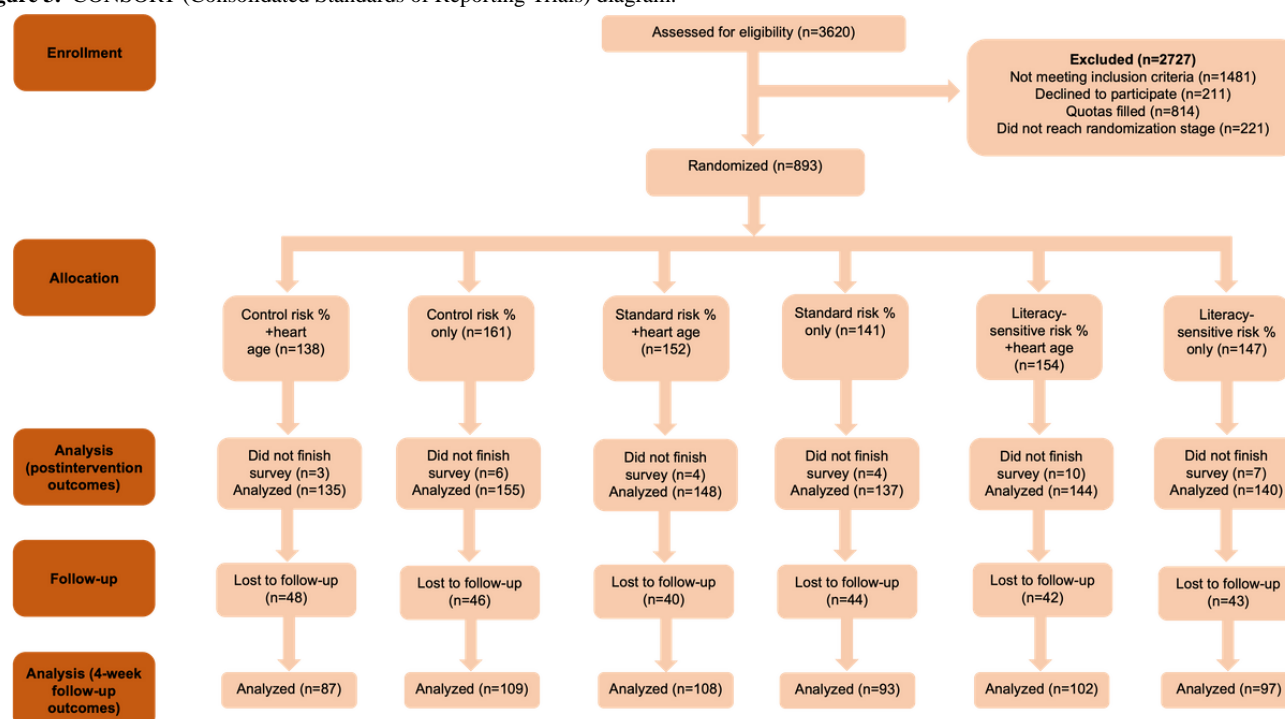 Enrollment
Assessed for eligibility (n=3620)
Excluded (n=2727)
Not meeting inclusion criteria (n=1481)
Declined to participate (n=211)
Quotas filled (n=814)
Did not reach randomization stage (n=221)
Randomized (n=893)
Allocation
Control risk %
+heart
age (n=138)
Control risk %
only (n=161)
Standard risk %
+heart age
(n=152)
Standard risk %
only (n=141)
Literacy-
sensitive risk %
+heart age
(n=154)
Literacy-
sensitive risk %
only (n=147)
Analysis
(postintervention
outcomes)
Did not finish
survey (n=3)
Analyzed (n=135)
Did not finish
survey (n=6)
Analyzed (n=155)
Did not finish
survey (n=4)
Analyzed (n=148)
Did not finish
survey (n=4)
Analyzed (n=137)
Did not finish
survey (n=10)
Analyzed (n=144)
Did not finish
survey (n=7)
Analyzed (n=140)
Follow-up
Lost to follow-up
(n=48)
Lost to follow-up
(n=46)
Lost to follow-up
(n=40)
Lost to follow-up
(n=44)
Lost to follow-up
(n=42)
Lost to follow-up
(n=43)
Analysis (4-week
follow-up
outcomes)
Analyzed (n=87)
Analyzed (n=109)
Analyzed (n=108)
Analyzed (n=93)
Analyzed (n=102)
Analyzed (n=97)